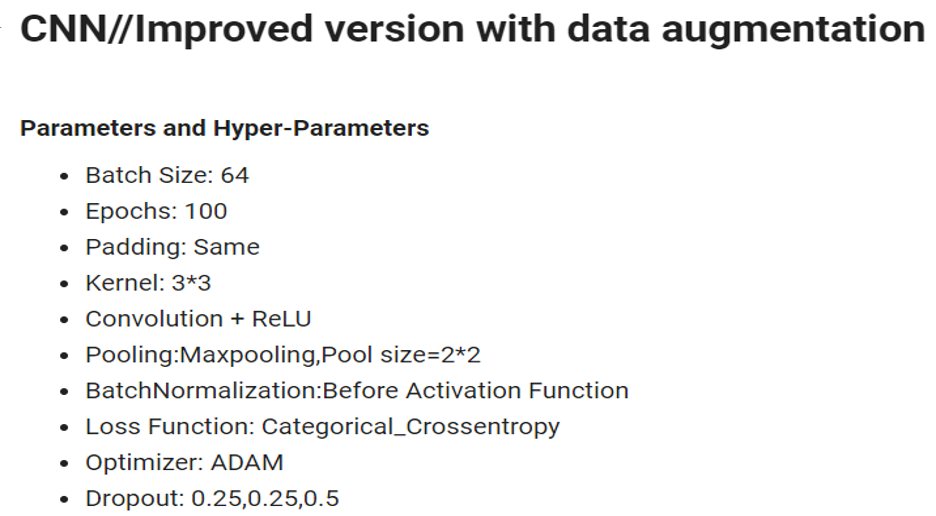 CNN//Improved version with data augmentation
Parameters and Hyper-Parameters
• Batch Size: 64
• Epochs: 100
• Padding: Same
• Kernel: 3*3
• Convolution + ReLU
• Pooling:Maxpooling,Pool size=2*2
• BatchNormalization:Before Activation Function
• Loss Function: Categorical_Crossentropy
• Optimizer: ADAM
• Dropout: 0.25,0.25,0.5